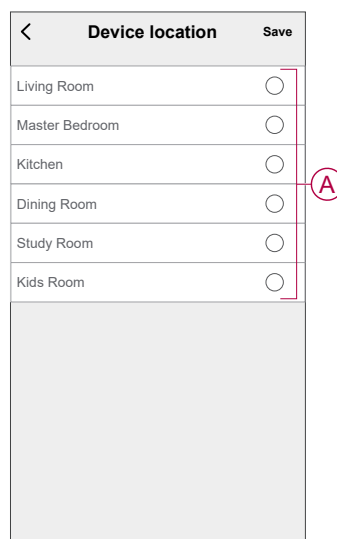 Device location Save
Living Room
Master Bedroom
Kitchen
A
Dining Room
Study Room
Kids Room